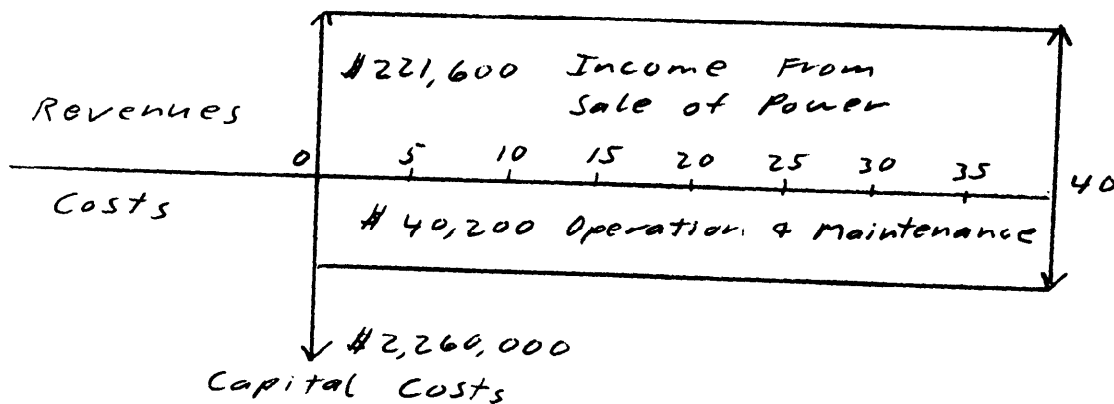 $221,600 Income From
Sale of Power
Revenues
0 5 10 15 20 25 30 35 40
Costs
$40,200 Operation & Maintenance
$2,260,000
Capital Costs